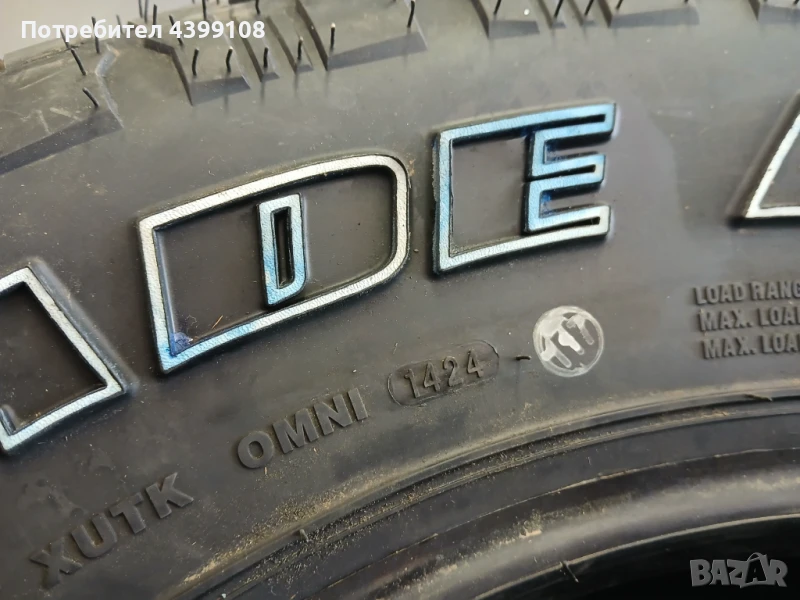 Потребител 4399108
DE
LOAD RANG
MAX. LOA
MAX. LOA
XUTK OMNI 1424
BAZAR